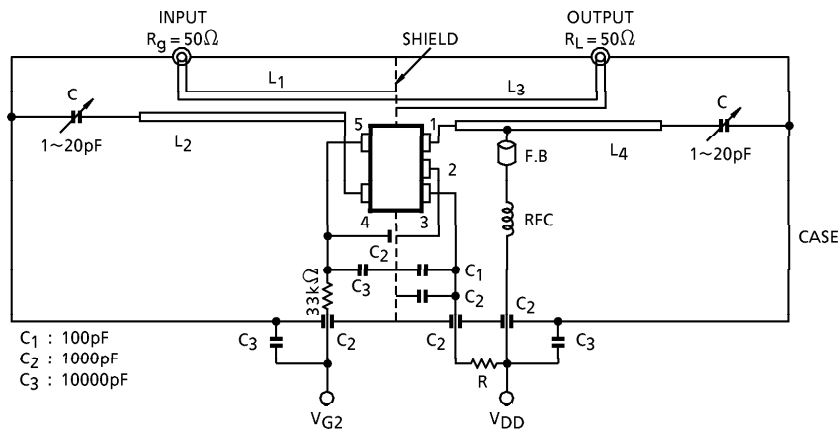 INPUT
Rg = 50Ω
OUTPUT
RL = 50Ω
SHIELD
L1
L3
C
1~20pF
L2
5
1
2
4
3
L4
C
1~20pF
F.B
RFC
CASE
C2
C3
C1
C2
33kΩ
C3
C2
C2
C2
C3
R
C1 : 100pF
C2 : 1000pF
C3 : 10000pF
VG2
VDD